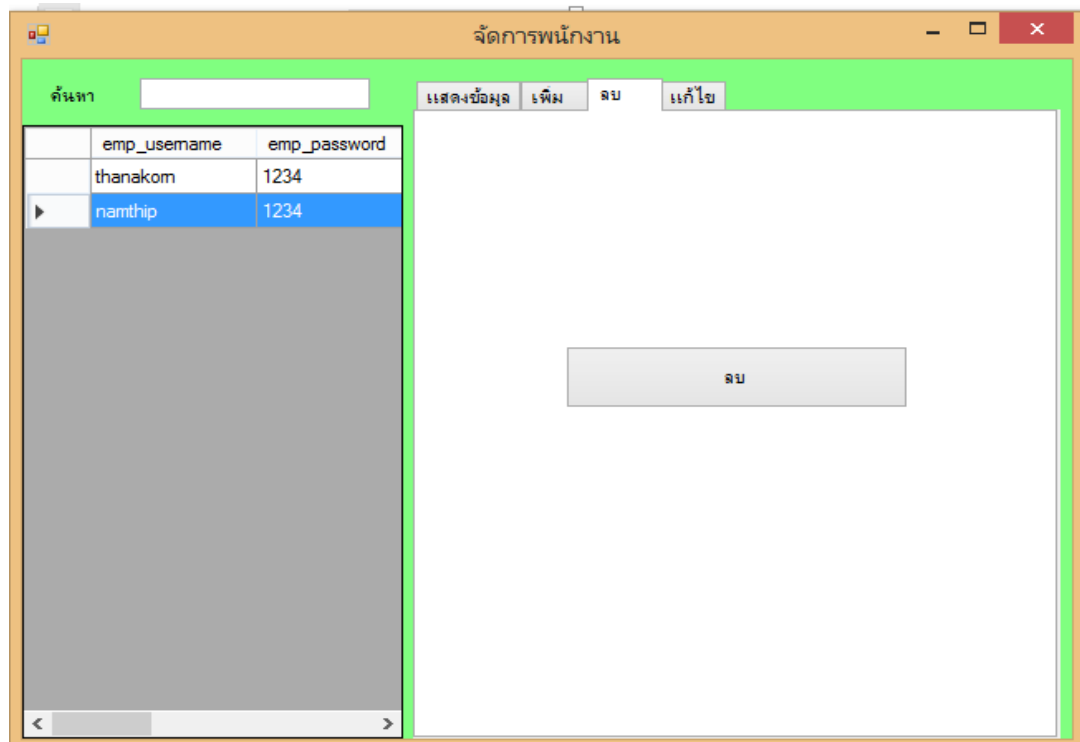 จัดการพนักงาน
ค้นหา
แสดงข้อมูล เพิ่ม ลบ แก้ไข
emp_username emp_password
thanakorn 1234
namthip 1234
ลบ